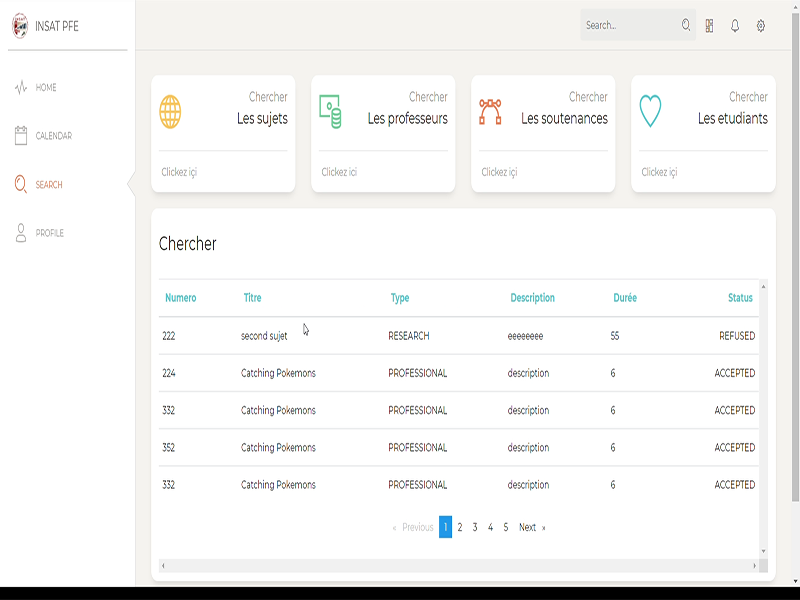 INSAT PFE
Search...
HOME
CALENDAR
SEARCH
PROFILE
Chercher
Les sujets
Clickez içi
Chercher
Les professeurs
Clickez ici
Chercher
Les soutenances
Clickez içi
Chercher
Les etudiants
Clickez içi
Chercher
Numero Titre Type Description Durée Status
222 second sujet RESEARCH eeeeeeee 55 REFUSED
224 Catching Pokemons PROFESSIONAL description 6 ACCEPTED
332 Catching Pokemons PROFESSIONAL description 6 ACCEPTED
352 Catching Pokemons PROFESSIONAL description 6 ACCEPTED
332 Catching Pokemons PROFESSIONAL description 6 ACCEPTED
« Previous 1 2 3 4 5 Next »